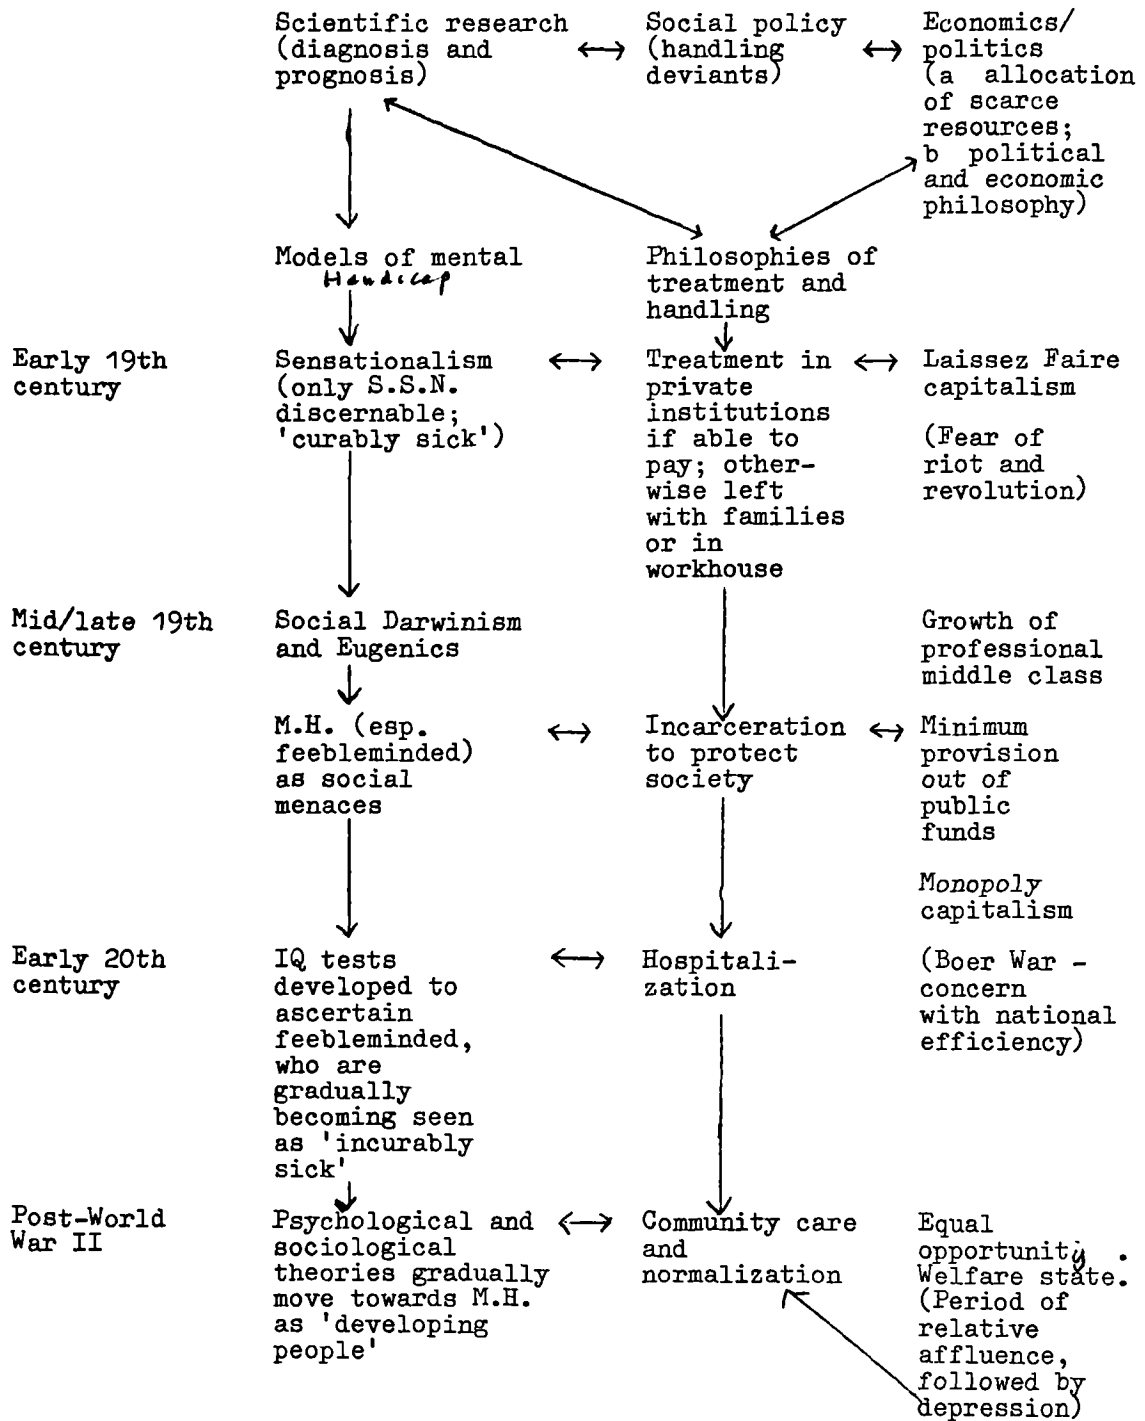 Scientific research
(diagnosis and
prognosis)
Social policy
(handling
deviants)
Economics/
politics
(a allocation
of scarce
resources;
b political
and economic
philosophy)
Models of mental
Handicap
Philosophies of
treatment and
handling
Early 19th
century
Sensationalism
(only S.S.N.
discernable;
'curably sick')
Treatment in
private
institutions
if able to
pay; other-
wise left
with families
or in
workhouse
Laissez Faire
capitalism
(Fear of
riot and
revolution)
Mid/late 19th
century
Social Darwinism
and Eugenics
Growth of
professional
middle class
M.H. (esp.
feebleminded)
as social
menaces
Incarceration
to protect
society
Minimum
provision
out of
public
funds
Monopoly
capitalism
Early 20th
century
IQ tests
developed to
ascertain
feebleminded,
who are
gradually
becoming seen
as 'incurably
sick'
Hospitali-
zation
(Boer War -
concern
with national
efficiency)
Post-World
War II
Psychological and
sociological
theories gradually
move towards M.H.
as 'developing
people'
Community care
and
normalization
Equal
opportunity .
Welfare state.
(Period of
relative
affluence,
followed by
depression)